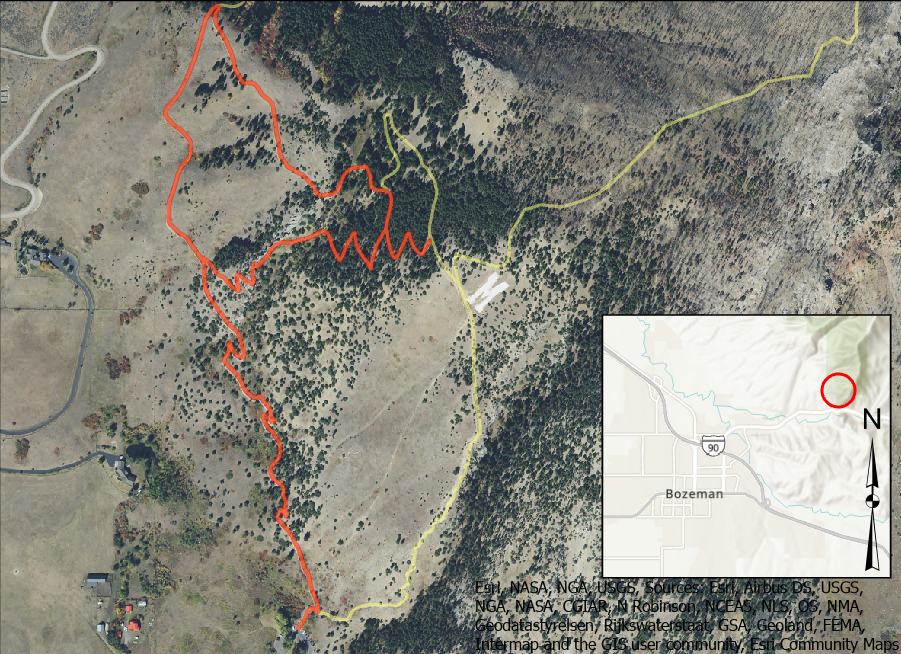 M
90
Bozeman
N
Esri, NASA, NGA, USGS, Sources: Esri, Airbus DS, USGS,
NGA, NASA, CGIAR, N Robinson, NCEAS, NLS, OS, NMA,
Geodatastyrelsen, Rijkswaterstaat, GSA, Geoland, FEMA,
Intermap and the GIS user community, Esri Community Maps